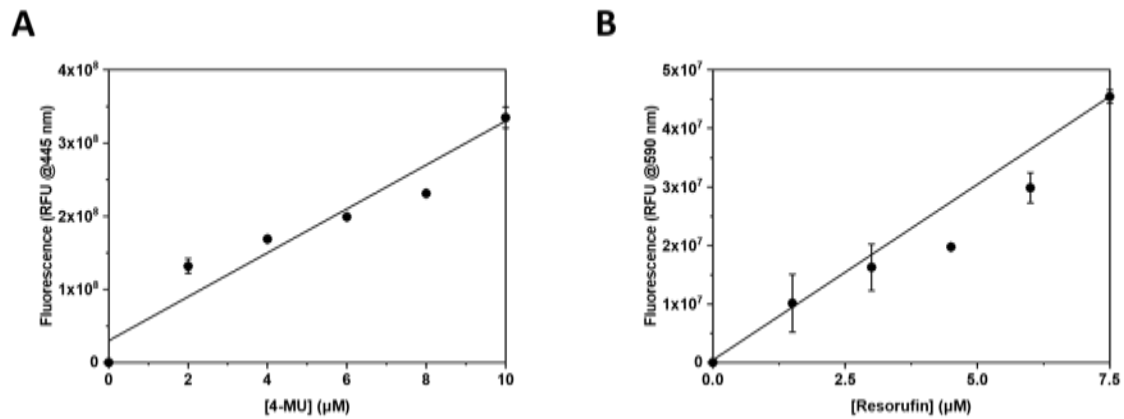 A
4x10⁸
3x10⁸
2x10⁸
1x10⁸
0
Fluorescence (RFU @445 nm)
0 2 4 6 8 10
[4-MU] (µM)
B
5x10⁷
4x10⁷
3x10⁷
2x10⁷
1x10⁷
0
Fluorescence (RFU @590 nm)
0.0 2.5 5.0 7.5
[Resorufin] (µM)